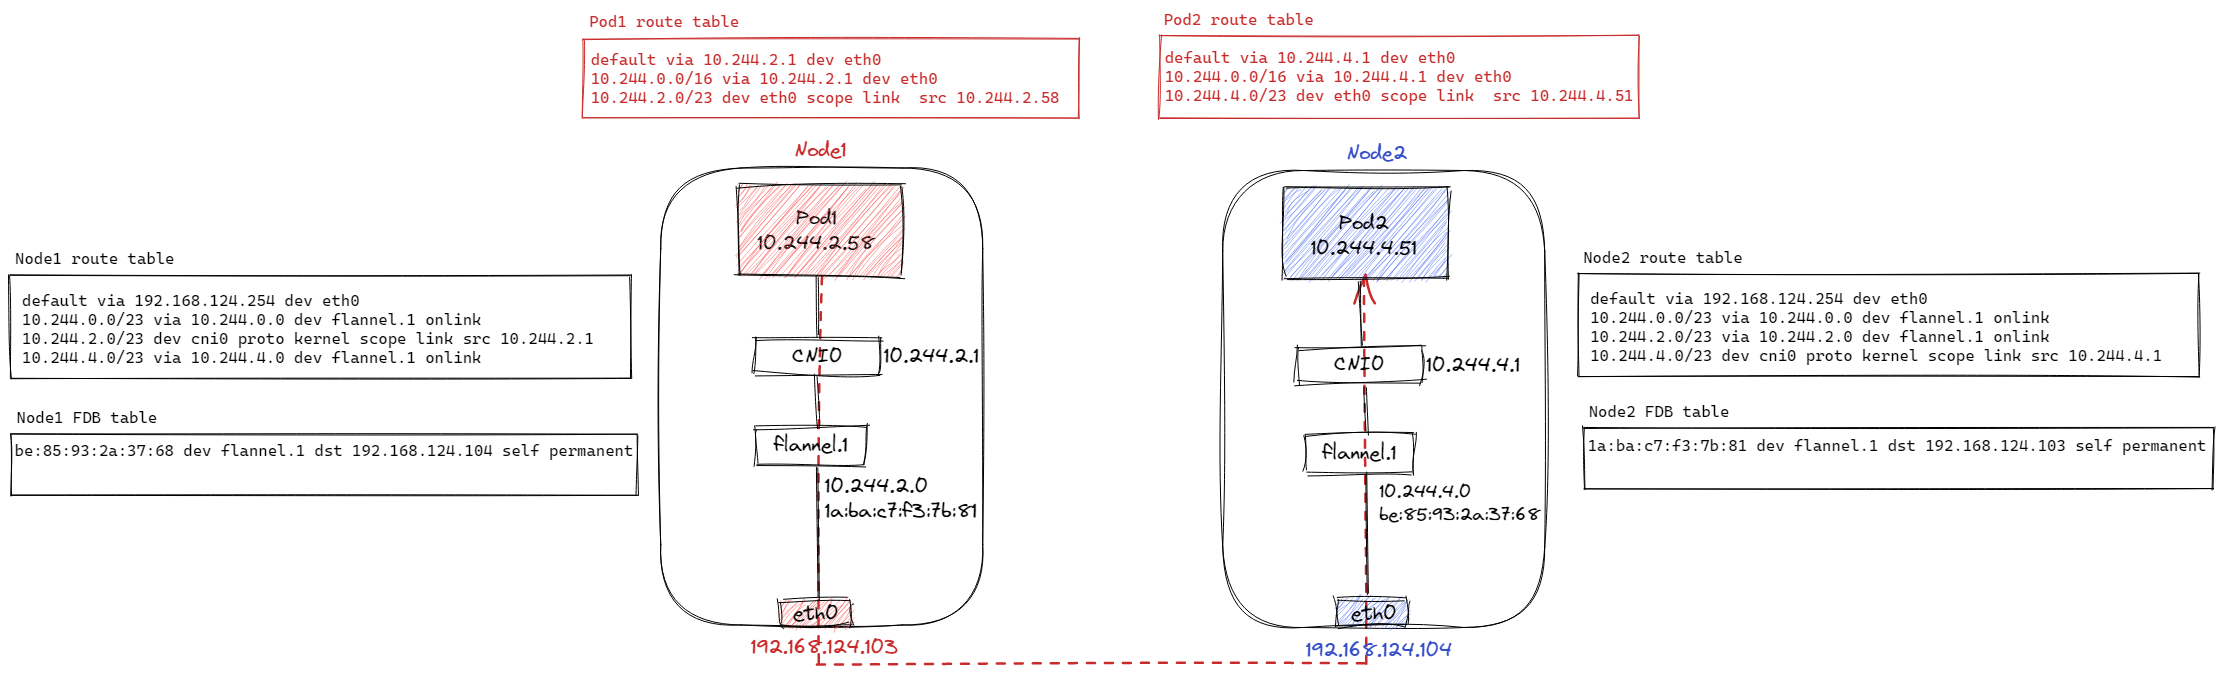 Pod1 route table
default via 10.244.2.1 dev eth0
10.244.0.0/16 via 10.244.2.1 dev eth0
10.244.2.0/23 dev eth0 scope link  src 10.244.2.58
Pod2 route table
default via 10.244.4.1 dev eth0
10.244.0.0/16 via 10.244.4.1 dev eth0
10.244.4.0/23 dev eth0 scope link  src 10.244.4.51
Node1 route table
default via 192.168.124.254 dev eth0
10.244.0.0/23 via 10.244.0.0 dev flannel.1 onlink
10.244.2.0/23 dev cni0 proto kernel scope link src 10.244.2.1
10.244.4.0/23 via 10.244.4.0 dev flannel.1 onlink
Node1 FDB table
be:85:93:2a:37:68 dev flannel.1 dst 192.168.124.104 self permanent
Node1
Pod1
10.244.2.58
CNI0
10.244.2.1
flannel.1
10.244.2.0
1a:ba:c7:f3:7b:81
eth0
192.168.124.103
Node2
Pod2
10.244.4.51
CNI0
10.244.4.1
flannel.1
10.244.4.0
be:85:93:2a:37:68
eth0
192.168.124.104
Node2 route table
default via 192.168.124.254 dev eth0
10.244.0.0/23 via 10.244.0.0 dev flannel.1 onlink
10.244.2.0/23 via 10.244.2.0 dev flannel.1 onlink
10.244.4.0/23 dev cni0 proto kernel scope link src 10.244.4.1
Node2 FDB table
1a:ba:c7:f3:7b:81 dev flannel.1 dst 192.168.124.103 self permanent